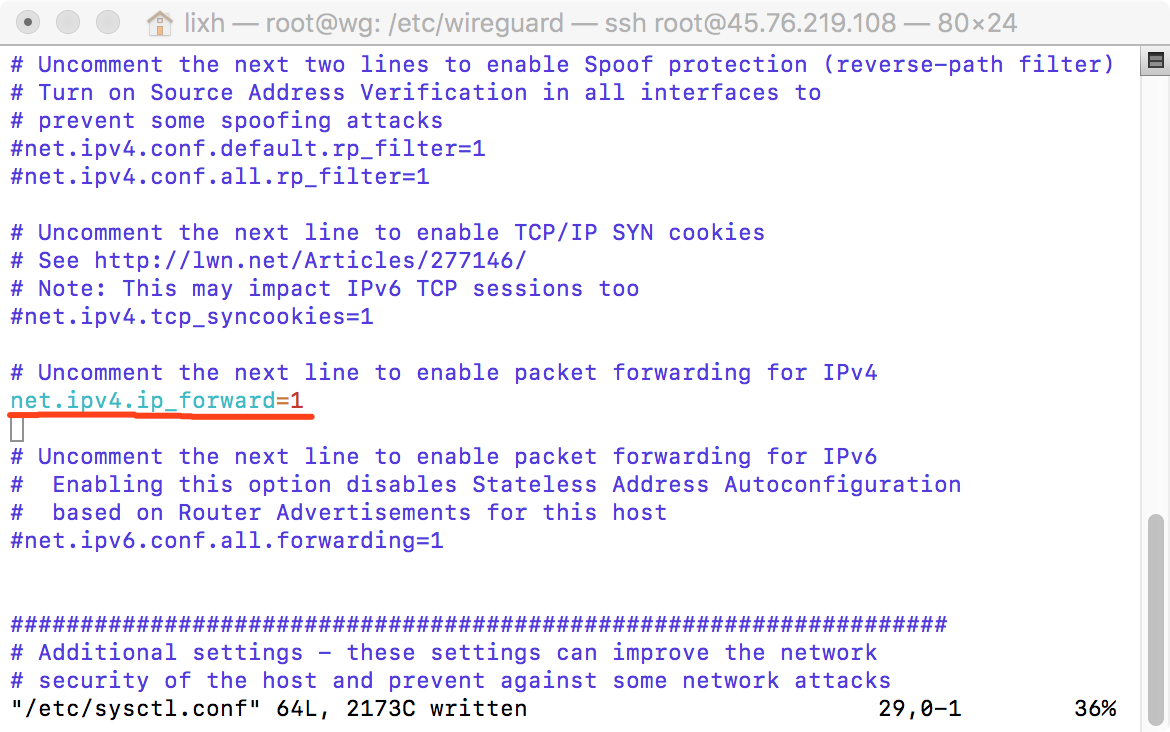 lixh — root@wg: /etc/wireguard — ssh root@45.76.219.108 — 80×24
# Uncomment the next two lines to enable Spoof protection (reverse-path filter)
# Turn on Source Address Verification in all interfaces to
# prevent some spoofing attacks
#net.ipv4.conf.default.rp_filter=1
#net.ipv4.conf.all.rp_filter=1

# Uncomment the next line to enable TCP/IP SYN cookies
# See http://lwn.net/Articles/277146/
# Note: This may impact IPv6 TCP sessions too
#net.ipv4.tcp_syncookies=1

# Uncomment the next line to enable packet forwarding for IPv4
net.ipv4.ip_forward=1

# Uncomment the next line to enable packet forwarding for IPv6
#  Enabling this option disables Stateless Address Autoconfiguration
#  based on Router Advertisements for this host
#net.ipv6.conf.all.forwarding=1


###################################################################
# Additional settings - these settings can improve the network
# security of the host and prevent against some network attacks
"/etc/sysctl.conf" 64L, 2173C written 29,0-1 36%